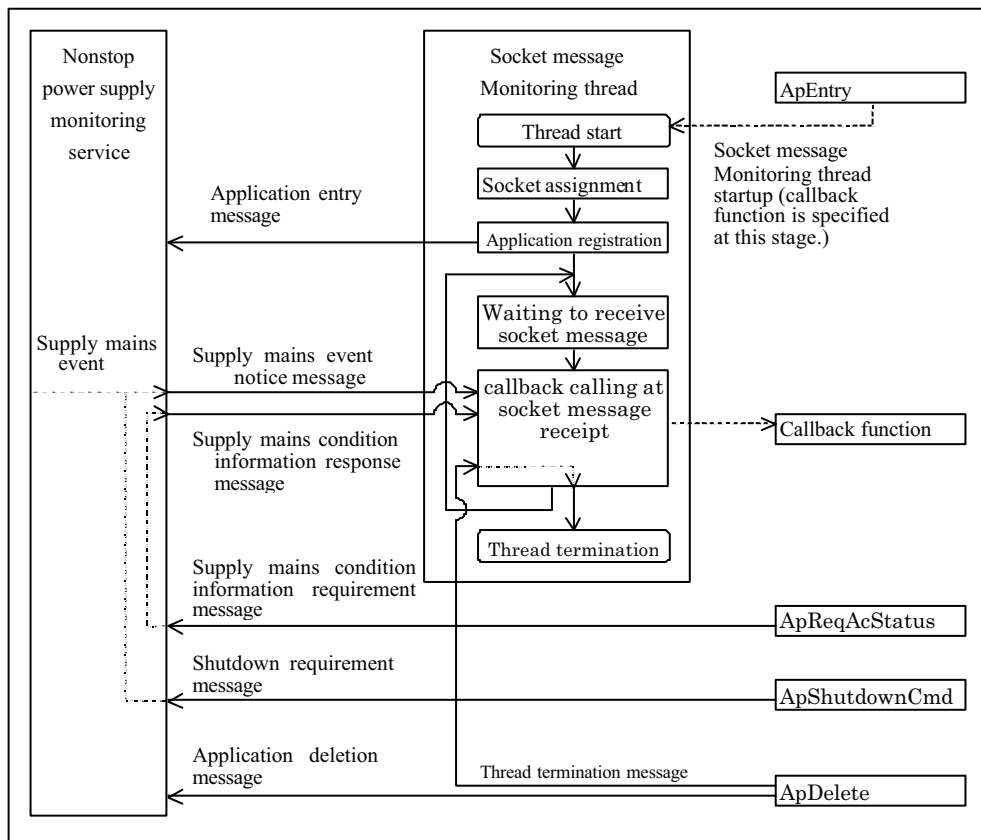 Nonstop
power supply
monitoring
service
Socket message
Monitoring thread
ApEntry
Thread start
Socket message
Monitoring thread
startup (callback
function is specified
at this stage.)
Socket assignment
Application entry
message
Application registration
Waiting to receive
socket message
Supply mains
event
Supply mains event
notice message
callback calling at
socket message
receipt
Callback function
Supply mains condition
information response
message
Thread termination
Supply mains condition
information requirement
message
ApReqAcStatus
Shutdown requirement
message
ApShutdownCmd
Application deletion
message
Thread termination message
ApDelete